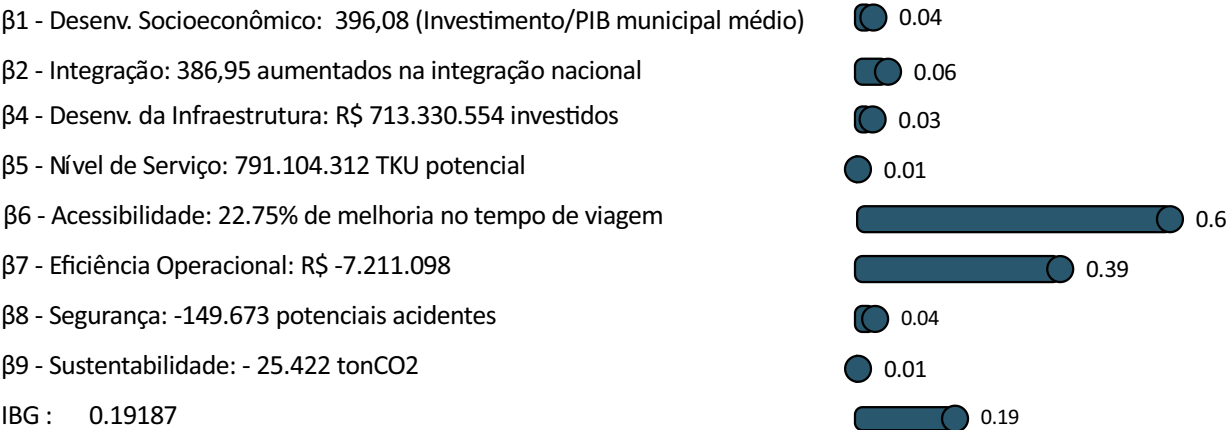 β1 - Desenv. Socioeconômico:  396,08 (Investimento/PIB municipal médio) 0.04
β2 - Integração: 386,95 aumentados na integração nacional 0.06
β4 - Desenv. da Infraestrutura: R$ 713.330.554 investidos 0.03
β5 - Nível de Serviço: 791.104.312 TKU potencial 0.01
β6 - Acessibilidade: 22.75% de melhoria no tempo de viagem 0.6
β7 - Eficiência Operacional: R$ -7.211.098 0.39
β8 - Segurança: -149.673 potenciais acidentes 0.04
β9 - Sustentabilidade: - 25.422 tonCO2 0.01
IBG : 0.19187 0.19